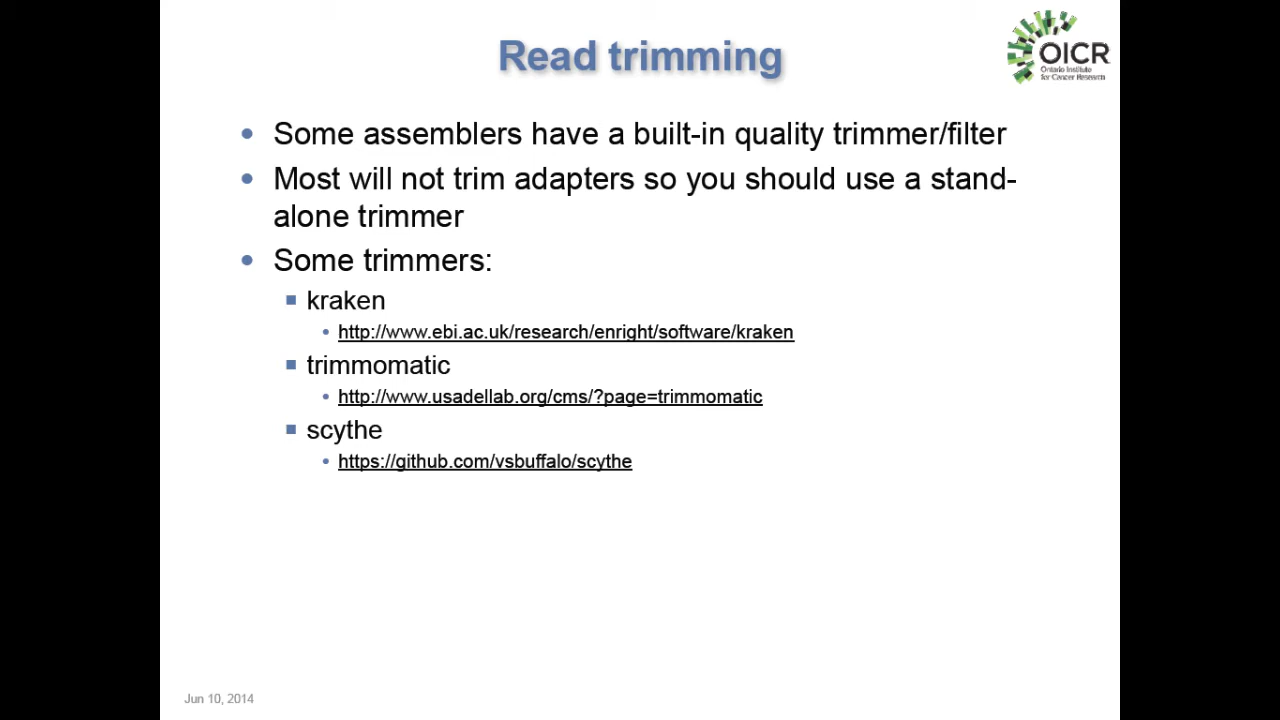 Read trimming
OICR
Ontario Institute
for Cancer Research
Some assemblers have a built-in quality trimmer/filter
Most will not trim adapters so you should use a stand-
alone trimmer
Some trimmers:
kraken
http://www.ebi.ac.uk/research/enright/software/kraken
trimmomatic
http://www.usadellab.org/cms/?page=trimmomatic
scythe
https://github.com/vsbuffalo/scythe
Jun 10, 2014